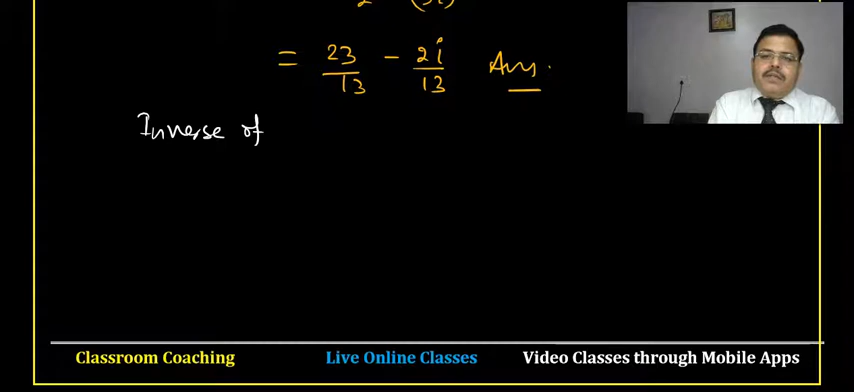 = 23/13 - 2i/13 Ans.
Inverse of
Classroom Coaching Live Online Classes Video Classes through Mobile Apps